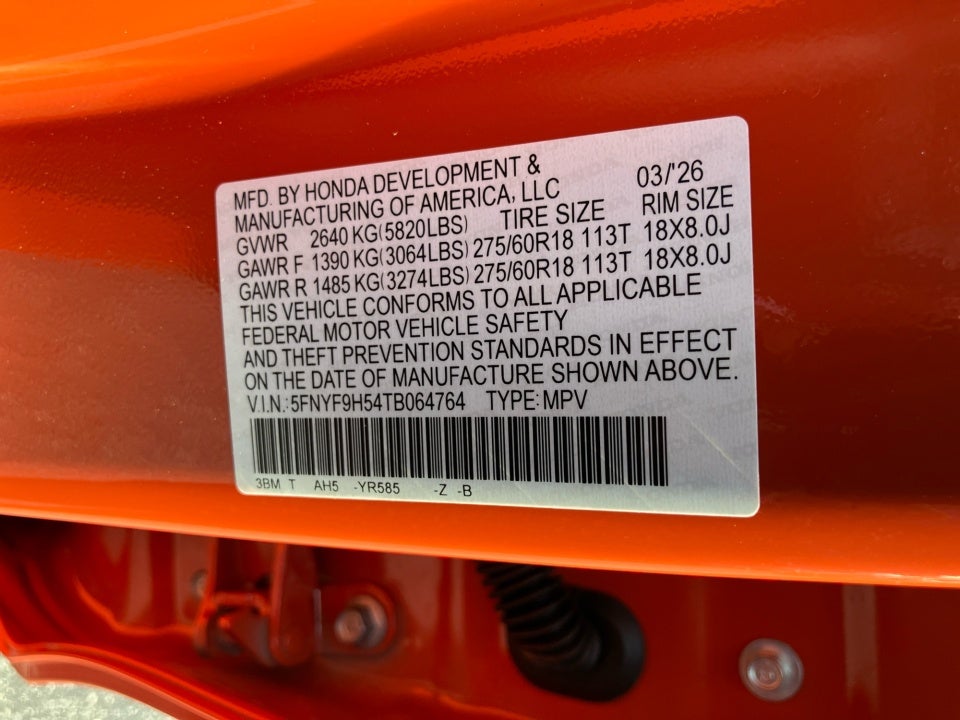 MFD. BY HONDA DEVELOPMENT &
MANUFACTURING OF AMERICA, LLC 03/'26
GVWR 2640 KG(5820LBS) TIRE SIZE RIM SIZE
GAWR F 1390 KG(3064LBS) 275/60R18 113T 18X8.0J
GAWR R 1485 KG(3274LBS) 275/60R18 113T 18X8.0J
THIS VEHICLE CONFORMS TO ALL APPLICABLE
FEDERAL MOTOR VEHICLE SAFETY
AND THEFT PREVENTION STANDARDS IN EFFECT
ON THE DATE OF MANUFACTURE SHOWN ABOVE.
V.I.N.: 5FNYF9H54TB064764 TYPE: MPV
3BM T AH5 -YR585 -Z -B